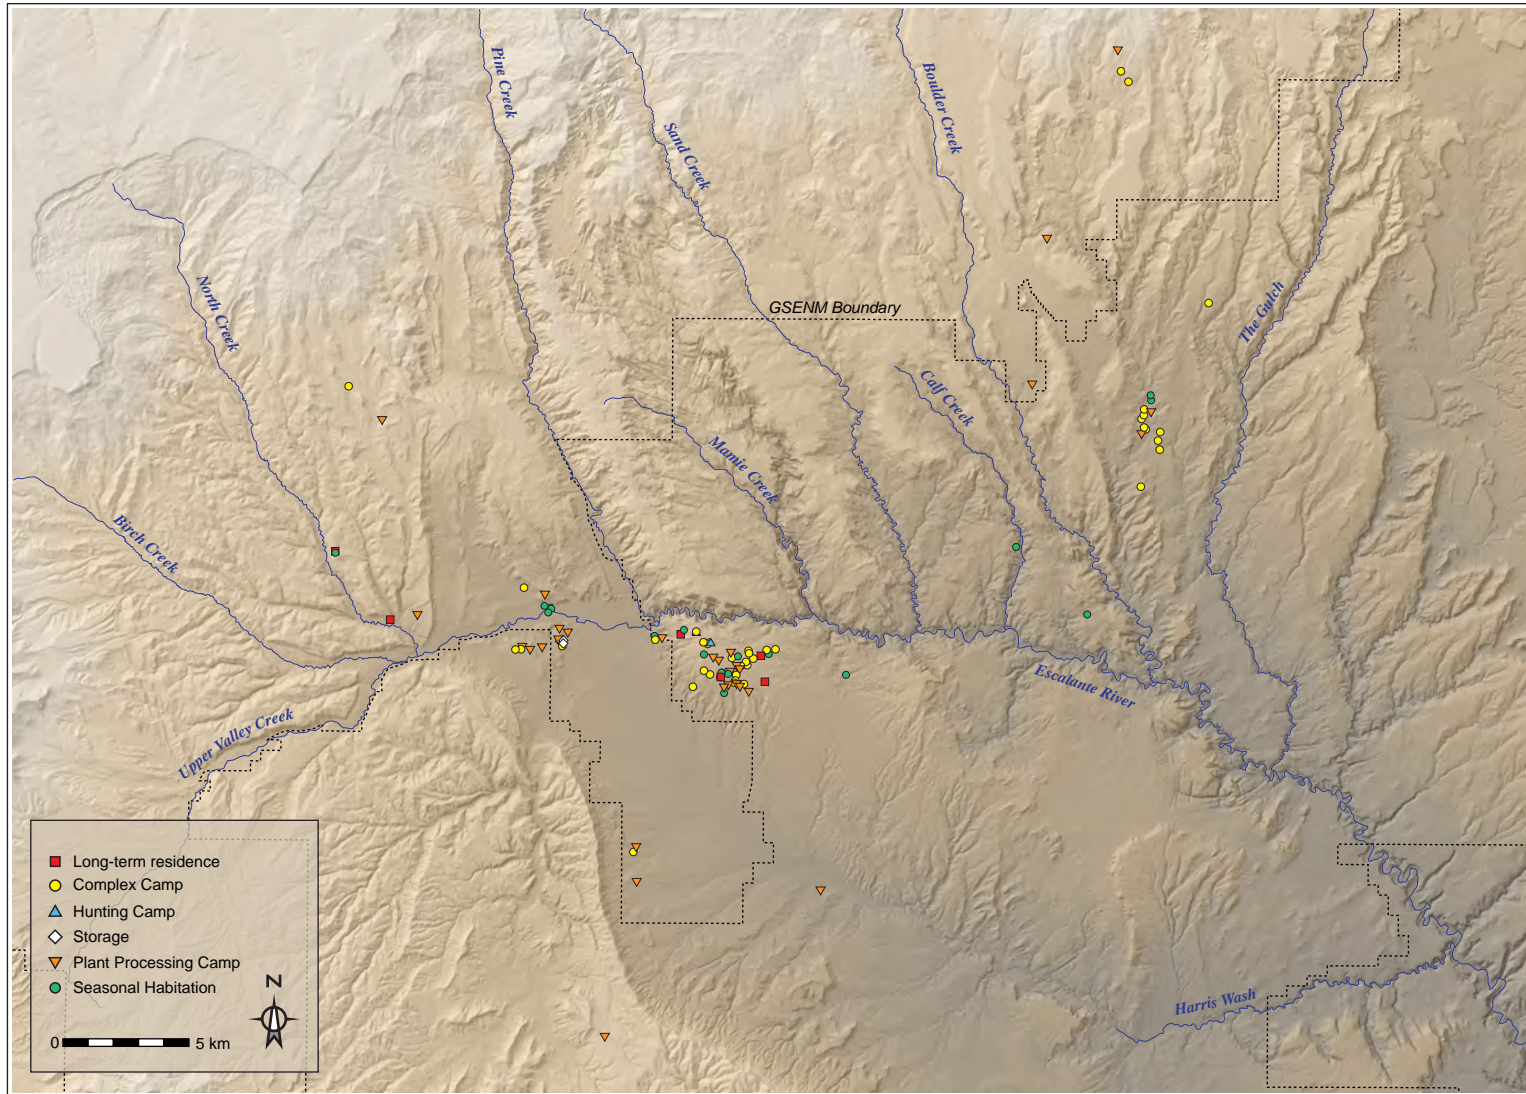 Pine Creek
Sand Creek
Boulder Creek
North Creek
The Gulch
GSENM Boundary
Calf Creek
Mamie Creek
Birch Creek
Escalante River
Upper Valley Creek
Harris Wash
Long-term residence
Complex Camp
Hunting Camp
Storage
Plant Processing Camp
Seasonal Habitation
N
0 5 km